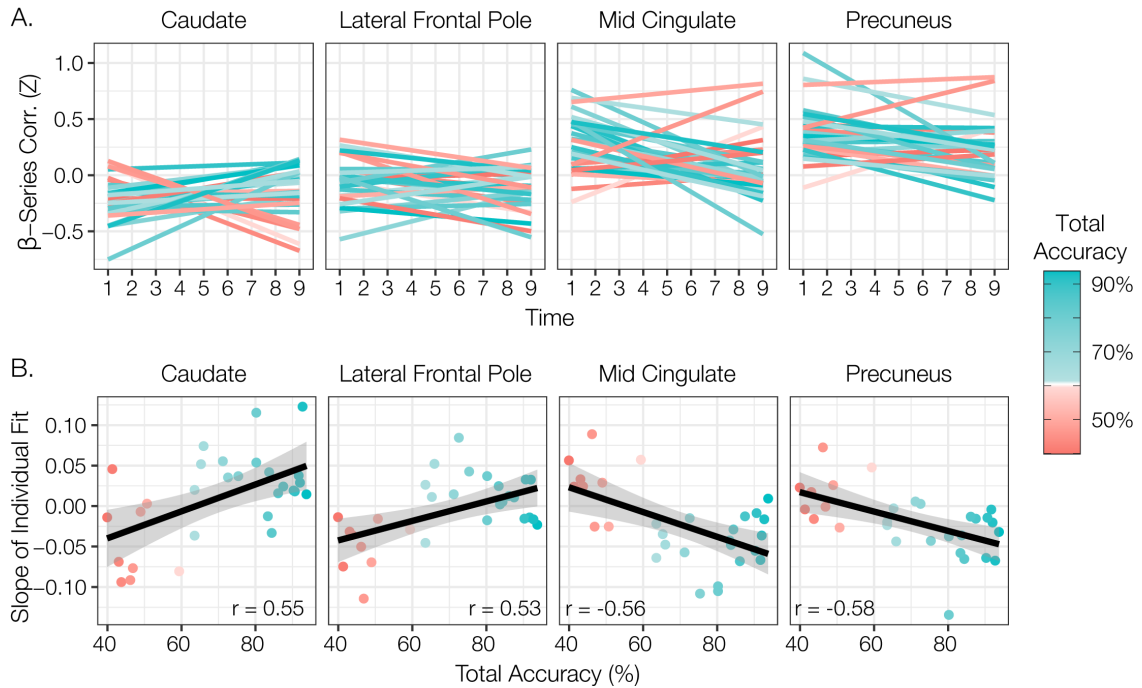 A.
Caudate Lateral Frontal Pole Mid Cingulate Precuneus
β-Series Corr. (Z)
1.0
0.5
0.0
-0.5
1 2 3 4 5 6 7 8 9 1 2 3 4 5 6 7 8 9 1 2 3 4 5 6 7 8 9 1 2 3 4 5 6 7 8 9
Time
Total
Accuracy
90%
70%
50%
B.
Caudate Lateral Frontal Pole Mid Cingulate Precuneus
Slope of Individual Fit
0.10
0.05
0.00
-0.05
-0.10
r = 0.55 r = 0.53 r = -0.56 r = -0.58
40 60 80 40 60 80 40 60 80 40 60 80
Total Accuracy (%)